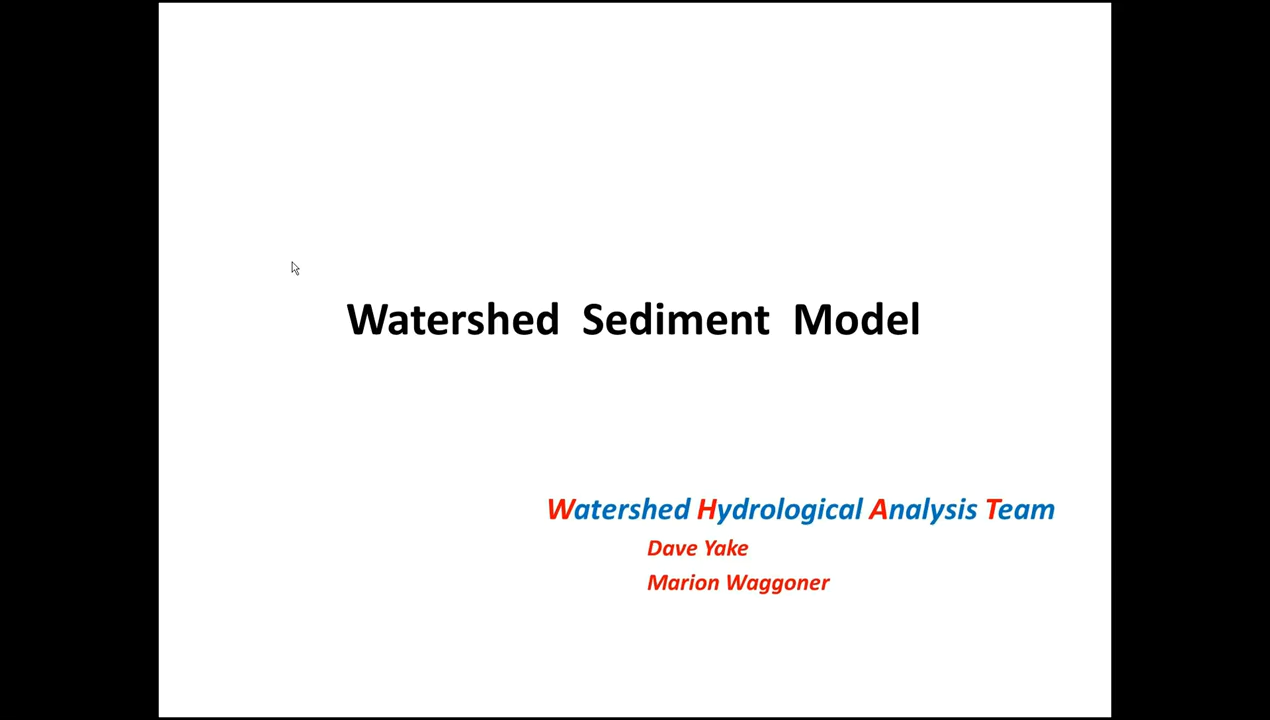 Watershed Sediment Model
Watershed Hydrological Analysis Team
Dave Yake
Marion Waggoner